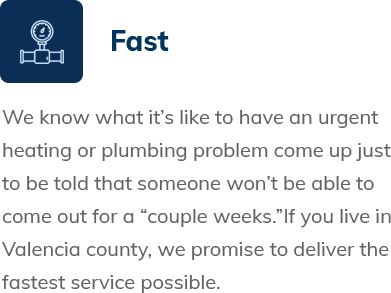 Fast
We know what it’s like to have an urgent
heating or plumbing problem come up just
to be told that someone won’t be able to
come out for a “couple weeks.”If you live in
Valencia county, we promise to deliver the
fastest service possible.